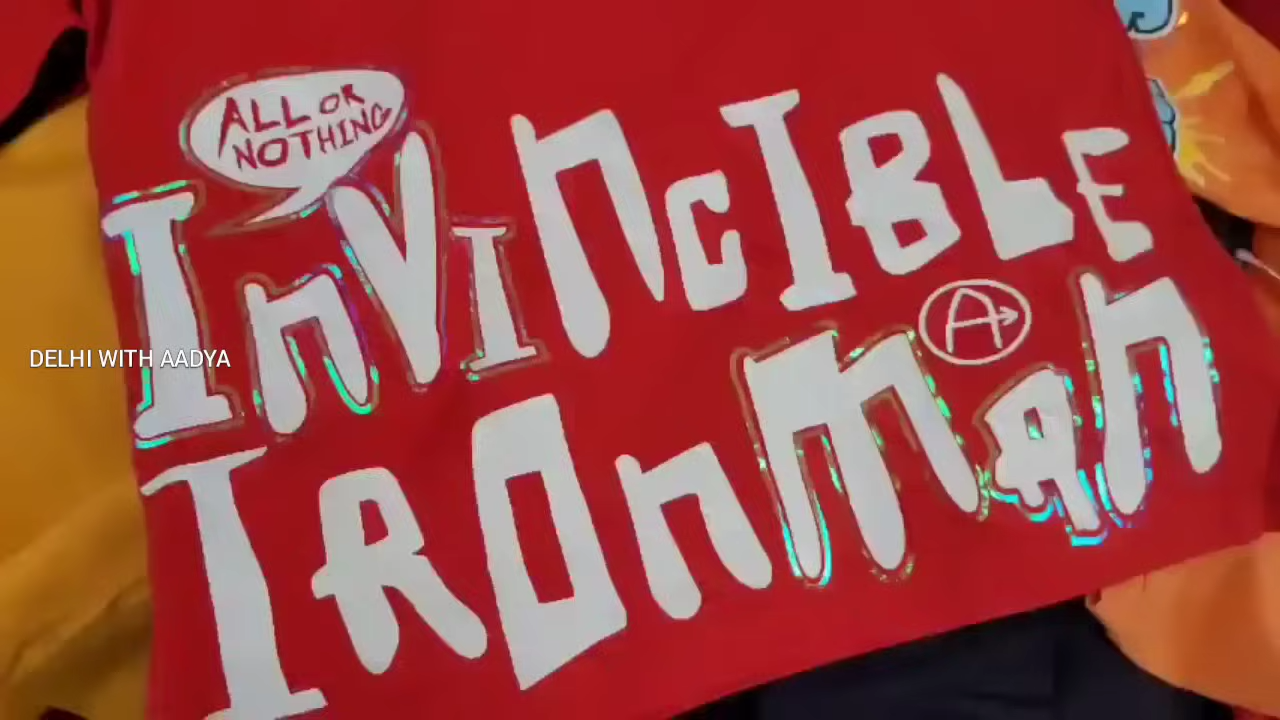 ALL OR
NOTHING
InVInCIBLE
A
IROnman
DELHI WITH AADYA